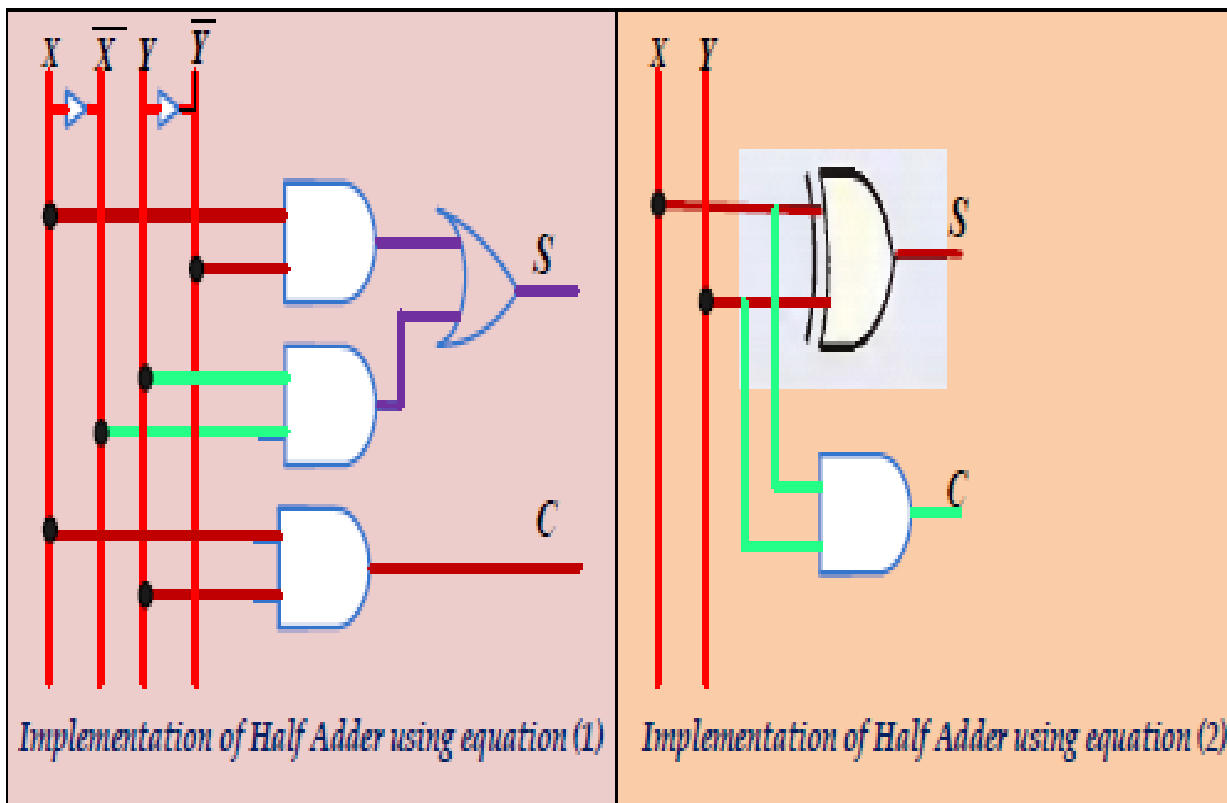 X X̅ Y Y̅
S
C
Implementation of Half Adder using equation (1)
X Y
S
C
Implementation of Half Adder using equation (2)